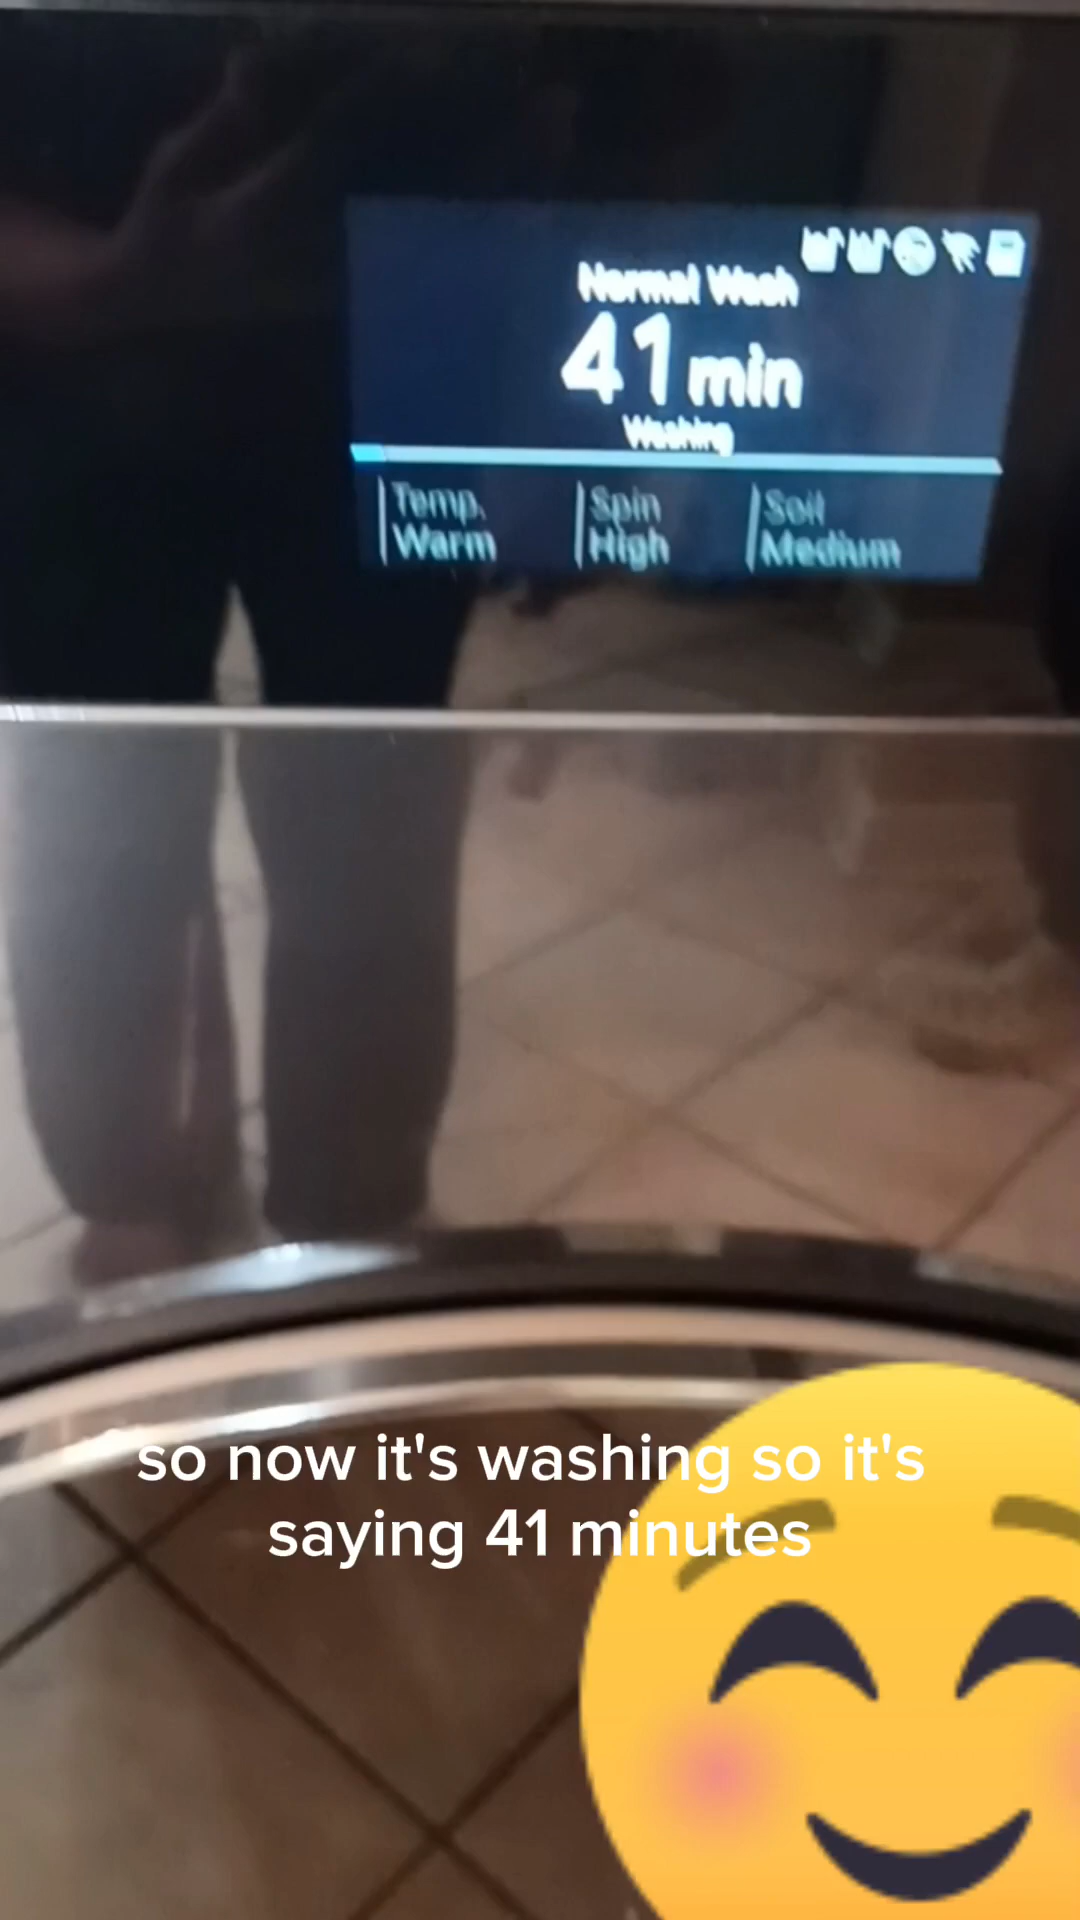 Normal Wash
41 min
Washing
Temp. Spin Soil
Warm High Medium
so now it's washing so it's
saying 41 minutes